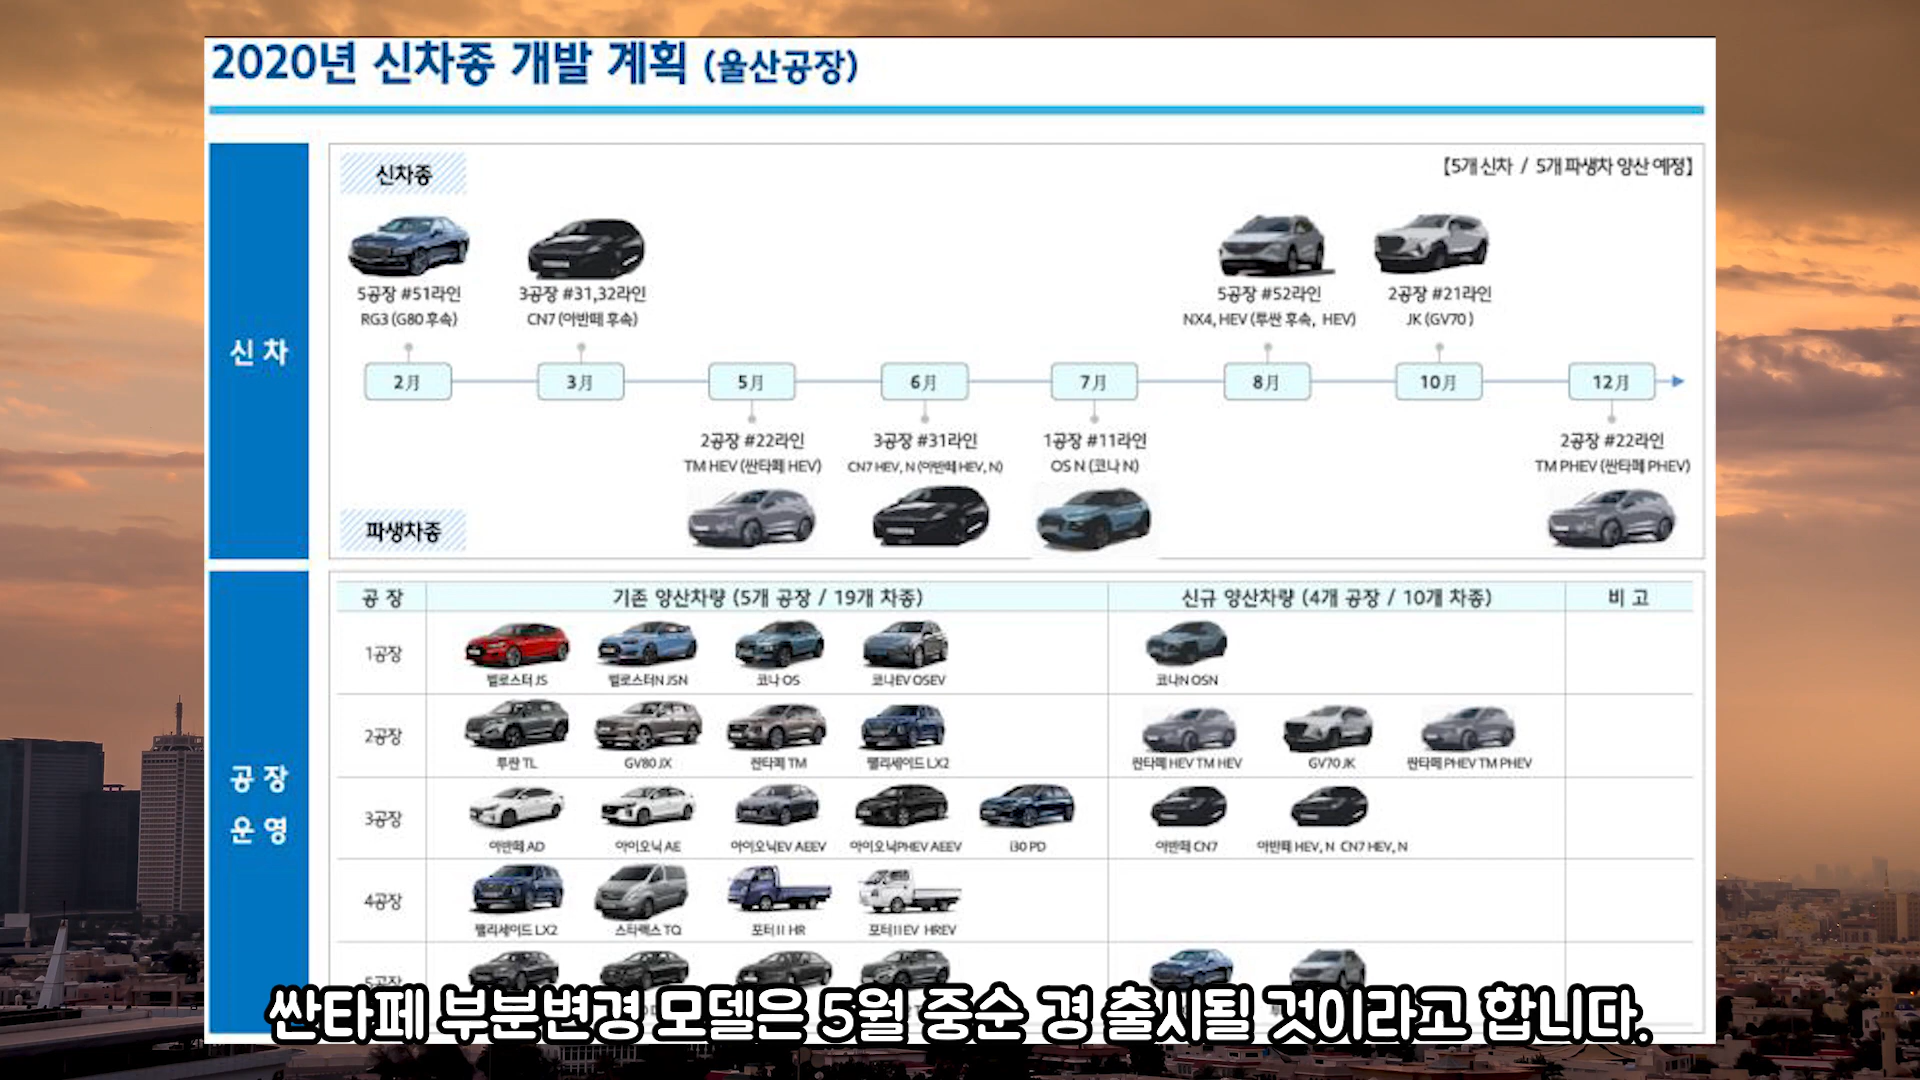 2020년 신차종 개발 계획 (울산공장)
신차
신차종
【5개 신차 / 5개 파생차 양산 예정】
5공장 #51라인
RG3 (G80 후속)
3공장 #31,32라인
CN7 (아반떼 후속)
5공장 #52라인
NX4, HEV (투싼 후속, HEV)
2공장 #21라인
JK (GV70)
2月
3月
5月
6月
7月
8月
10月
12月
2공장 #22라인
TM HEV (싼타페 HEV)
3공장 #31라인
CN7 HEV, N (아반떼 HEV, N)
1공장 #11라인
OS N (코나 N)
2공장 #22라인
TM PHEV (싼타페 PHEV)
파생차종
공장
운영
공 장
기존 양산차량 (5개 공장 / 19개 차종)
신규 양산차량 (4개 공장 / 10개 차종)
비 고
1공장
벨로스터 JS
벨로스터N JSN
코나 OS
코나EV OSEV
코나N OSN
2공장
투싼 TL
GV80 JX
싼타페 TM
펠리세이드 LX2
싼타페 HEV TM HEV
GV70 JK
싼타페 PHEV TM PHEV
3공장
아반떼 AD
아이오닉 AE
아이오닉EV AEEV
아이오닉PHEV AEEV
i30 PD
아반떼 CN7
아반떼 HEV, N CN7 HEV, N
4공장
펠리세이드 LX2
스타렉스 TQ
포터II HR
포터IIEV HREV
5공장
싼타페 부분변경 모델은 5월 중순 경 출시될 것이라고 합니다.